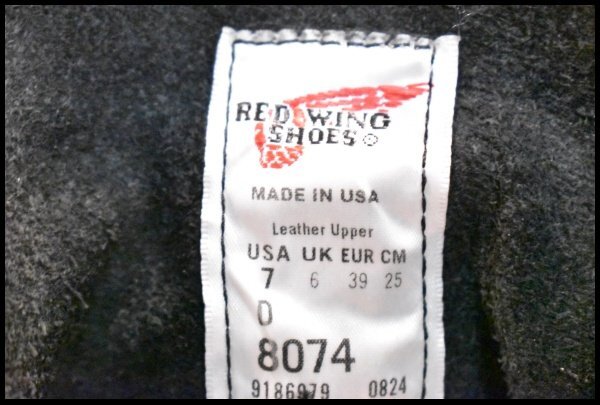 RED WING
SHOES®
MADE IN USA
Leather Upper
USA UK EUR CM
7 6 39 25
D
8074
9186979 0824